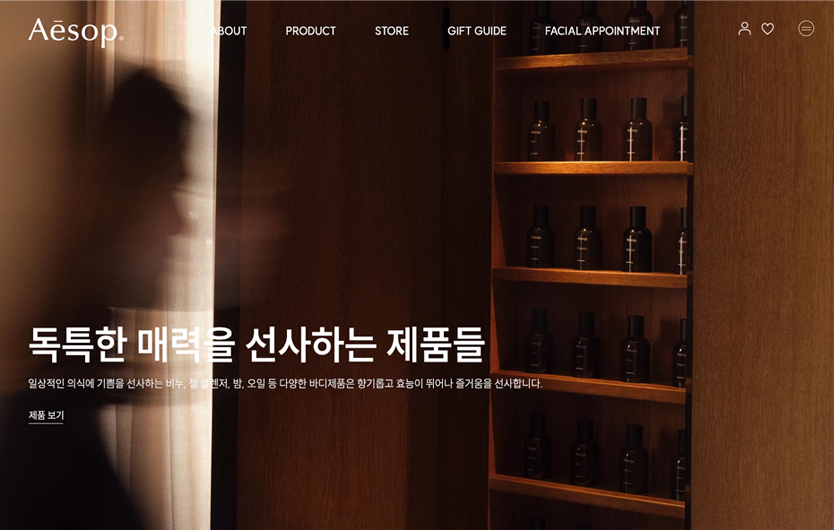 Aēsop.
ABOUT PRODUCT STORE GIFT GUIDE FACIAL APPOINTMENT
독특한 매력을 선사하는 제품들
일상적인 의식에 기쁨을 선사하는 비누, 젤 클렌저, 밤, 오일 등 다양한 바디제품은 향기롭고 효능이 뛰어나 즐거움을 선사합니다.
제품 보기